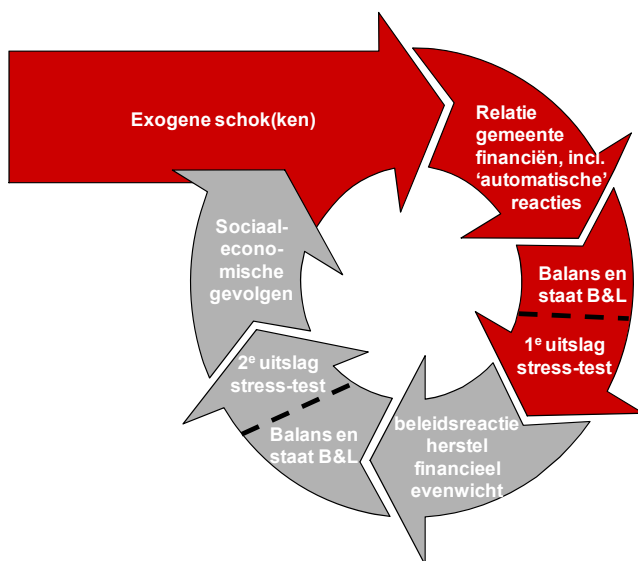 Exogene schok(ken)
Relatie
gemeente
financiën, incl.
‘automatische’
reacties
Balans en
staat B&L
1e uitslag
stress-test
beleidsreactie
herstel
financieel
evenwicht
Balans en
staat B&L
2e uitslag
stress-test
Sociaal-
econo-
mische
gevolgen